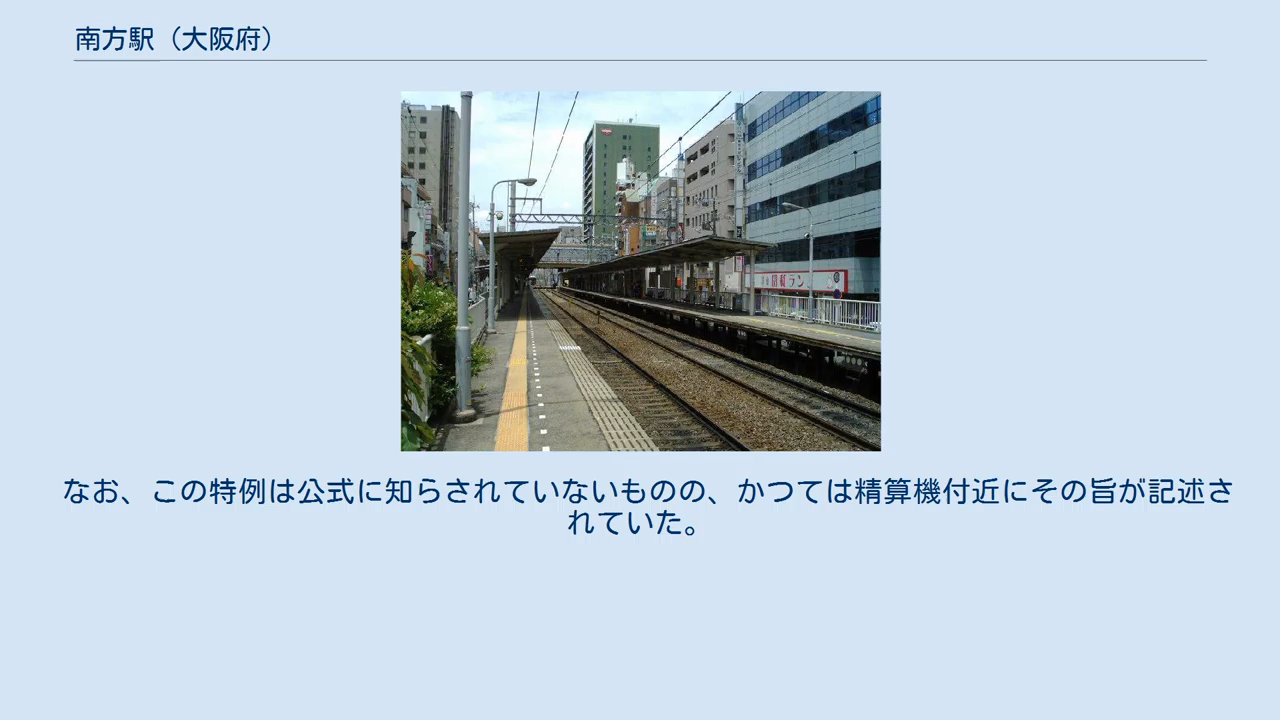 南方駅（大阪府）
なお、この特例は公式に知らされていないものの、かつては精算機付近にその旨が記述さ
れていた。